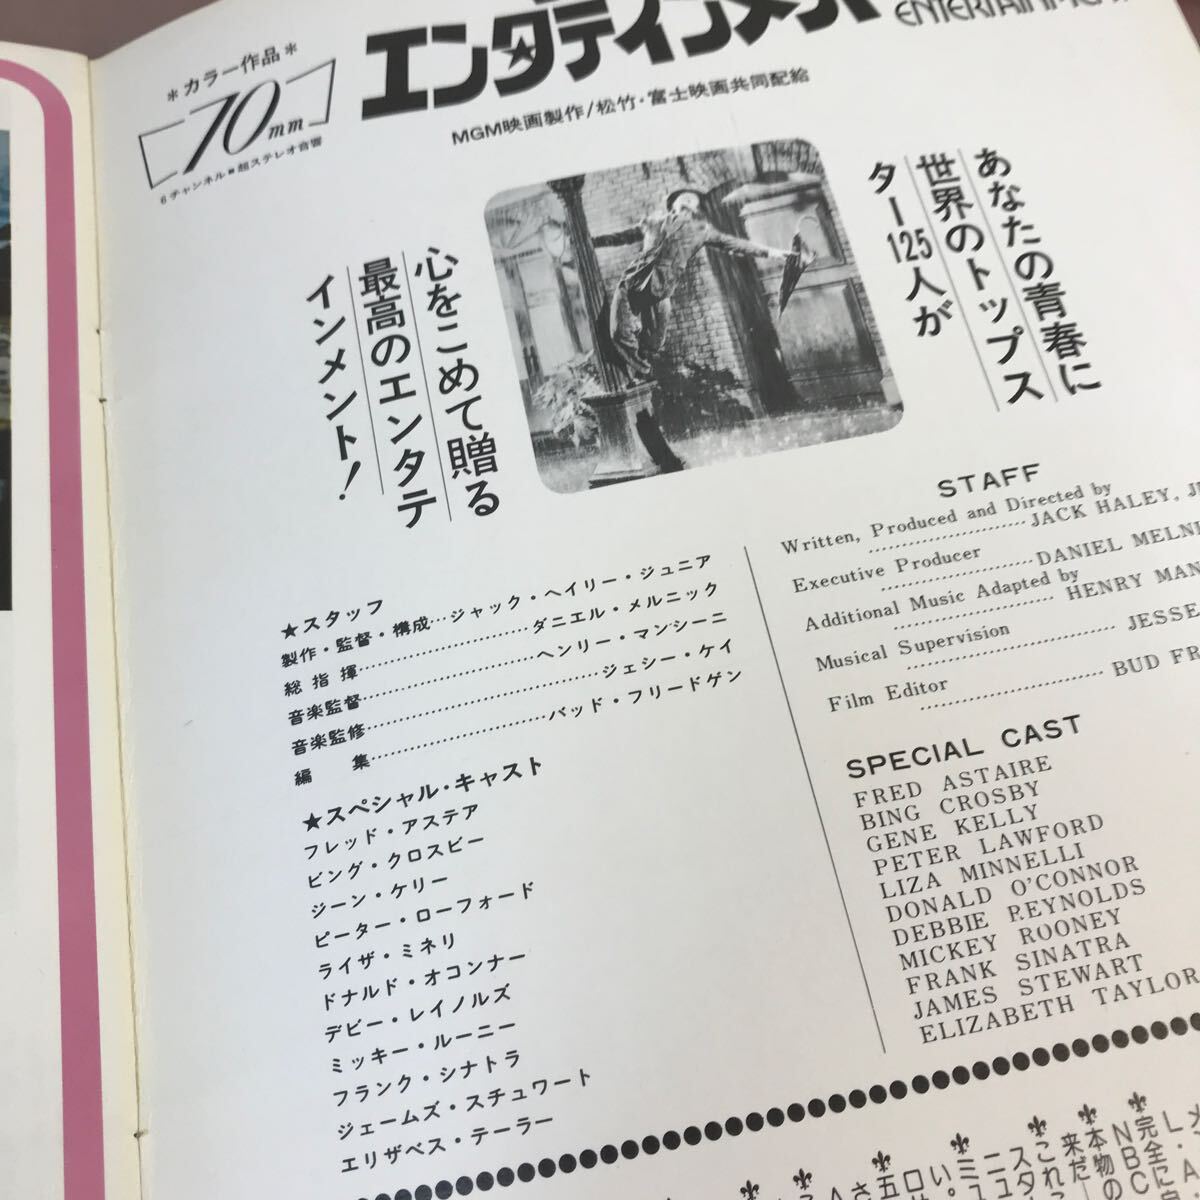 エンタテインメント
ENTERTAINMENT
*カラー作品*
70mm
6チャンネル■超ステレオ音響
MGM映画製作/松竹・富士映画共同配給
あなたの青春に
世界のトップス
ター125人が
心をこめて贈る
最高のエンタテ
インメント!
★スタッフ
製作・監督・構成…ジャック・ヘイリー・ジュニア
総指揮…ダニエル・メルニック
音楽監督…ヘンリー・マンシーニ
音楽監修…ジェシー・ケイ
編集…バッド・フリードゲン
★スペシャル・キャスト
フレッド・アステア
ビング・クロスビー
ジーン・ケリー
ピーター・ローフォード
ライザ・ミネリ
ドナルド・オコンナー
デビー・レイノルズ
ミッキー・ルーニー
フランク・シナトラ
ジェームズ・スチュワート
エリザベス・テーラー
STAFF
Written, Produced and Directed by
JACK HALEY,
Executive Producer
DANIEL
Additional Music Adapted by
HENRY
Musical Supervision
JESSE
Film Editor
BUD
SPECIAL CAST
FRED ASTAIRE
BING CROSBY
GENE KELLY
PETER LAWFORD
LIZA MINNELLI
DONALD O'CONNOR
DEBBIE REYNOLDS
MICKEY ROONEY
FRANK SINATRA
JAMES STEWART
ELIZABETH TAYLOR